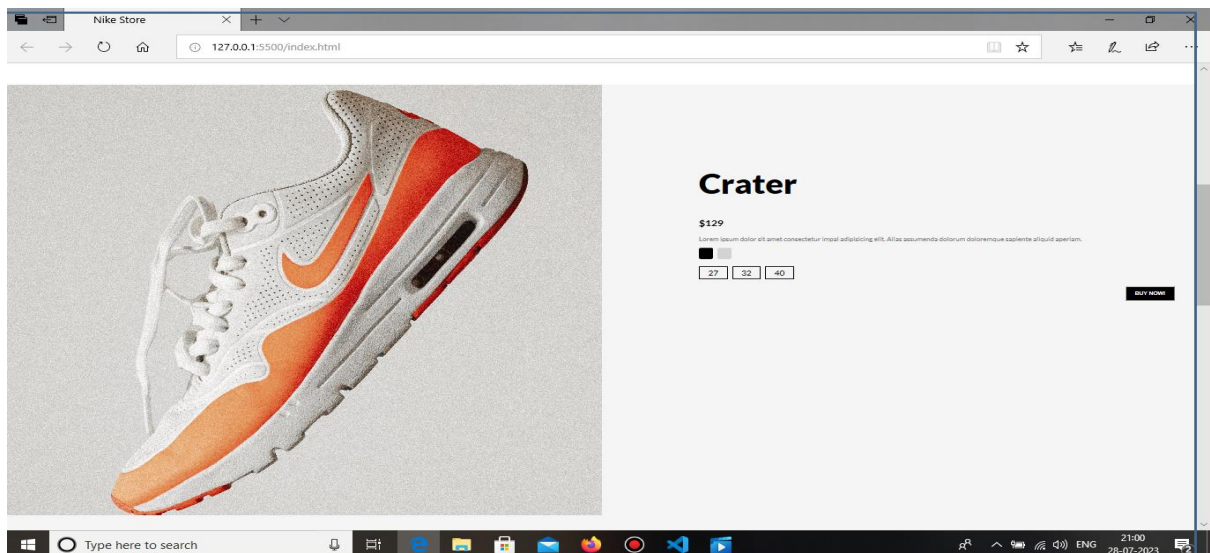 Nike Store
127.0.0.1:5500/index.html
Crater
$129
Lorem ipsum dolor sit amet consectetur impal adipisicing elit. Alias assumenda dolorum doloremque sapiente aliquid aperiam.
27 32 40
BUY NOW!
Type here to search
ENG
21:00
28-07-2023
2